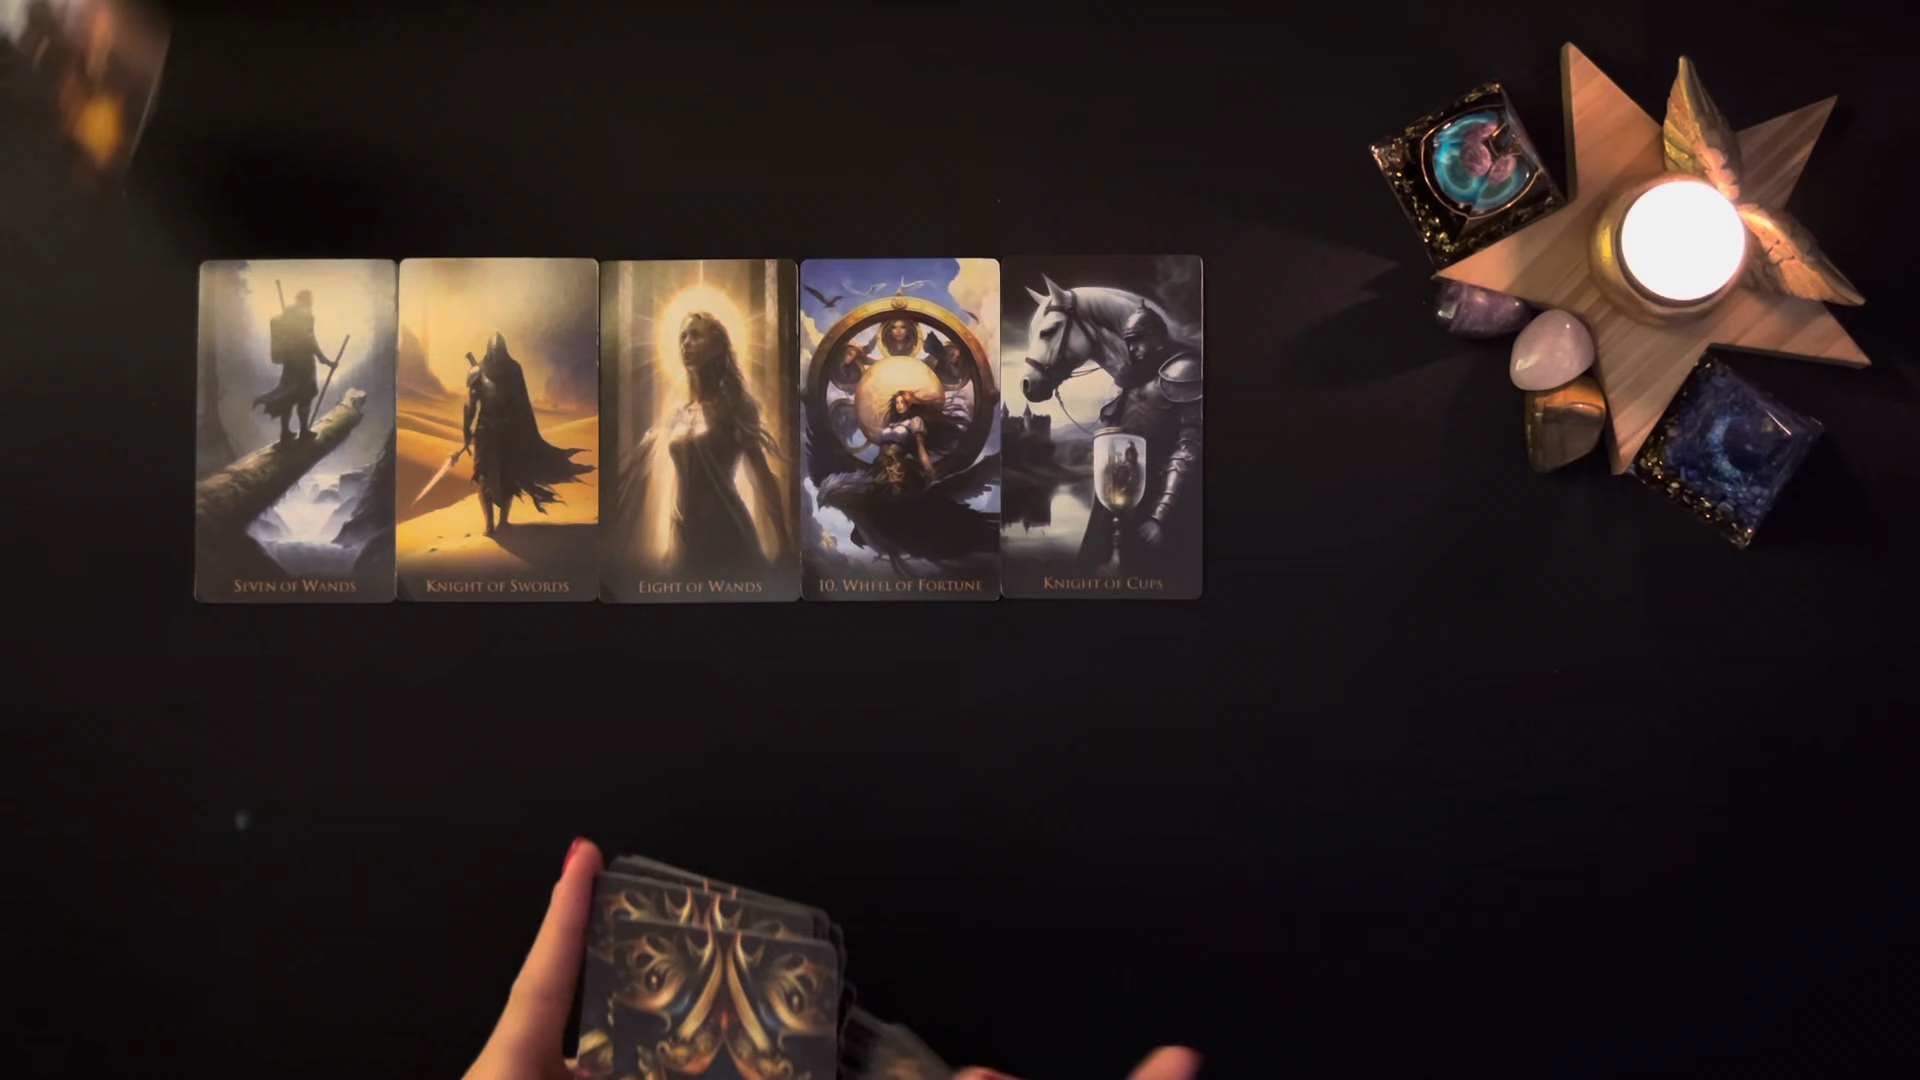 Seven of Wands
Knight of Swords
Eight of Wands
10. Wheel of Fortune
Knight of Cups